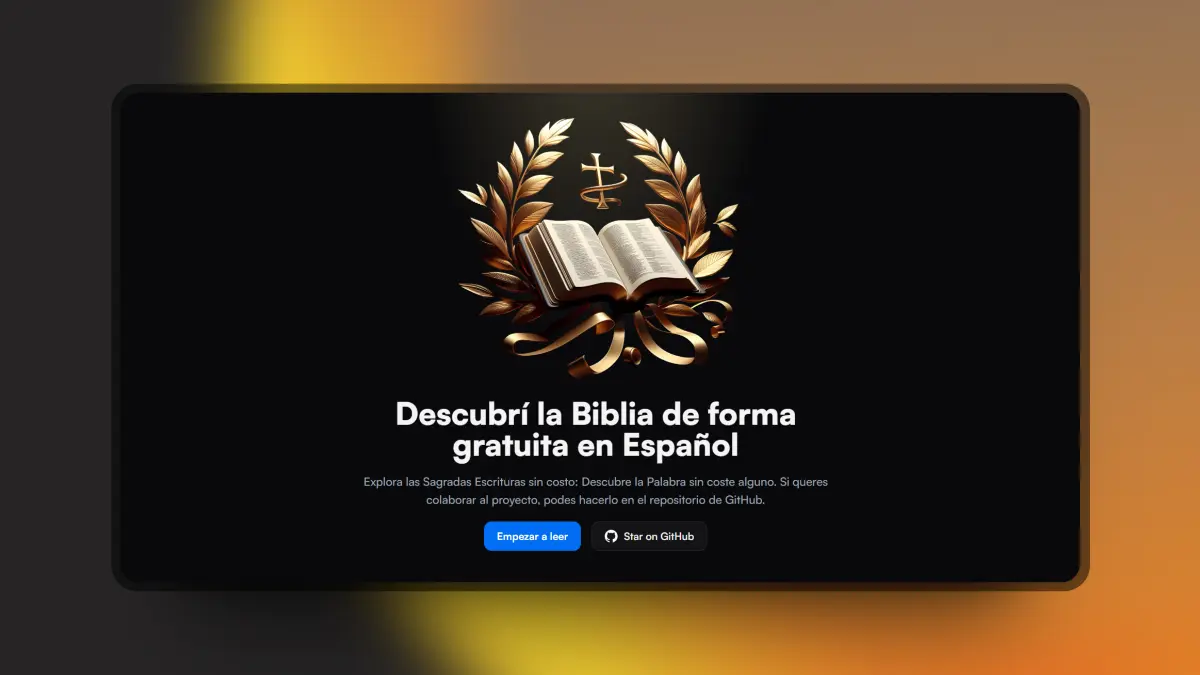 Descubrí la Biblia de forma
gratuita en Español
Explora las Sagradas Escrituras sin costo: Descubre la Palabra sin coste alguno. Si queres
colaborar al proyecto, podes hacerlo en el repositorio de GitHub.
Empezar a leer
Star on GitHub